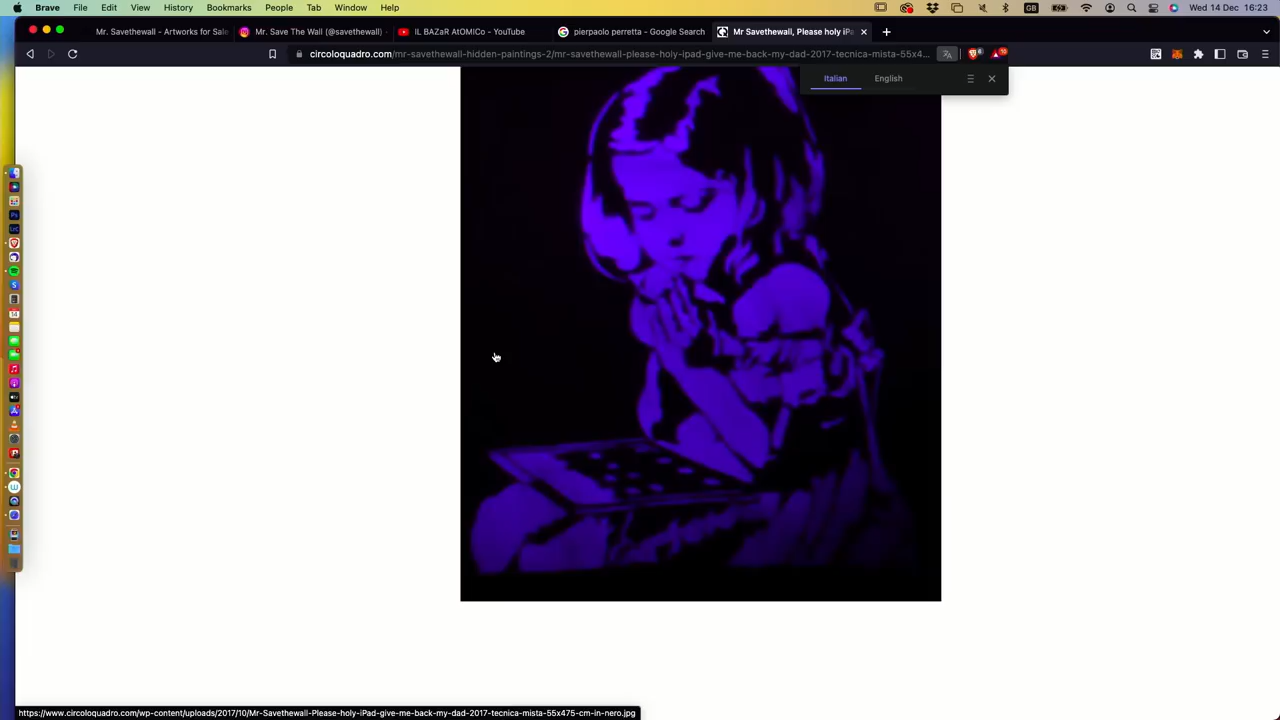 Brave File Edit View History Bookmarks People Tab Window Help GB Wed 14 Dec 16:23
Mr. Savethewall - Artworks for Sale Mr. Save The Wall (@savethewall) · IL BAZaR AtOMICo - YouTube pierpaolo perretta - Google Search Mr Savethewall, Please holy iPa
circoloquadro.com/mr-savethewall-hidden-paintings-2/mr-savethewall-please-holy-ipad-give-me-back-my-dad-2017-tecnica-mista-55x4...
Italian English
https://www.circoloquadro.com/wp-content/uploads/2017/10/Mr-Savethewall-Please-holy-iPad-give-me-back-my-dad-2017-tecnica-mista-55x475-cm-in-nero.jpg